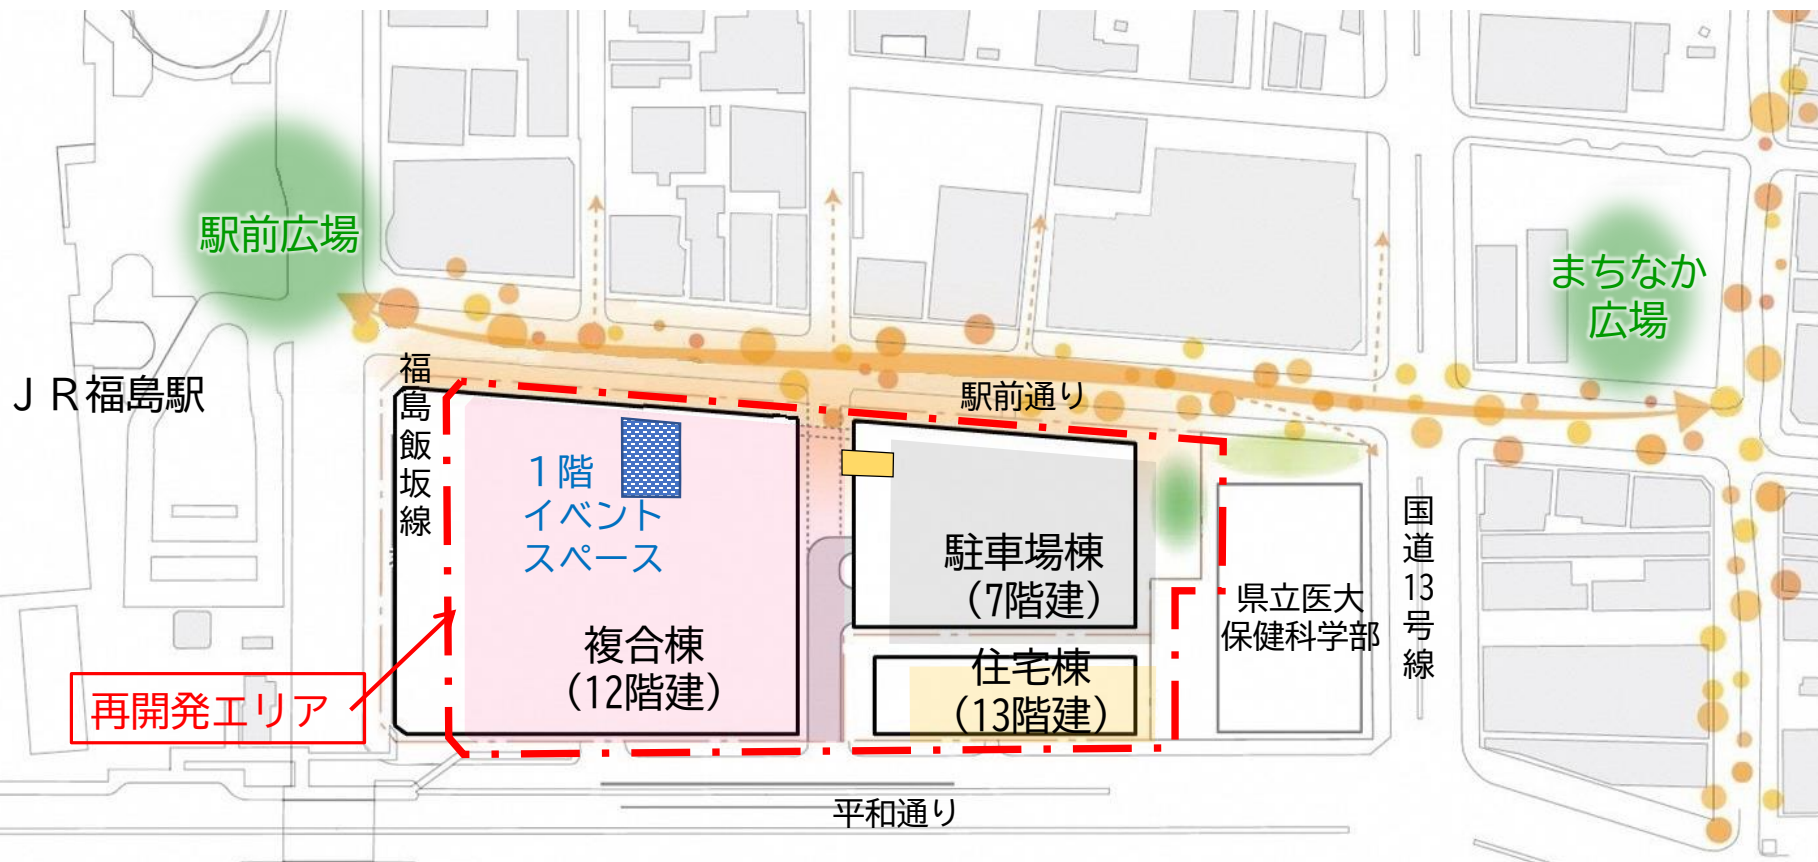 駅前広場
まちなか
広場
ＪＲ福島駅
福島飯坂線
駅前通り
１階
イベント
スペース
駐車場棟
（7階建）
国道13号線
県立医大
保健科学部
複合棟
（12階建）
住宅棟
（13階建）
再開発エリア
平和通り